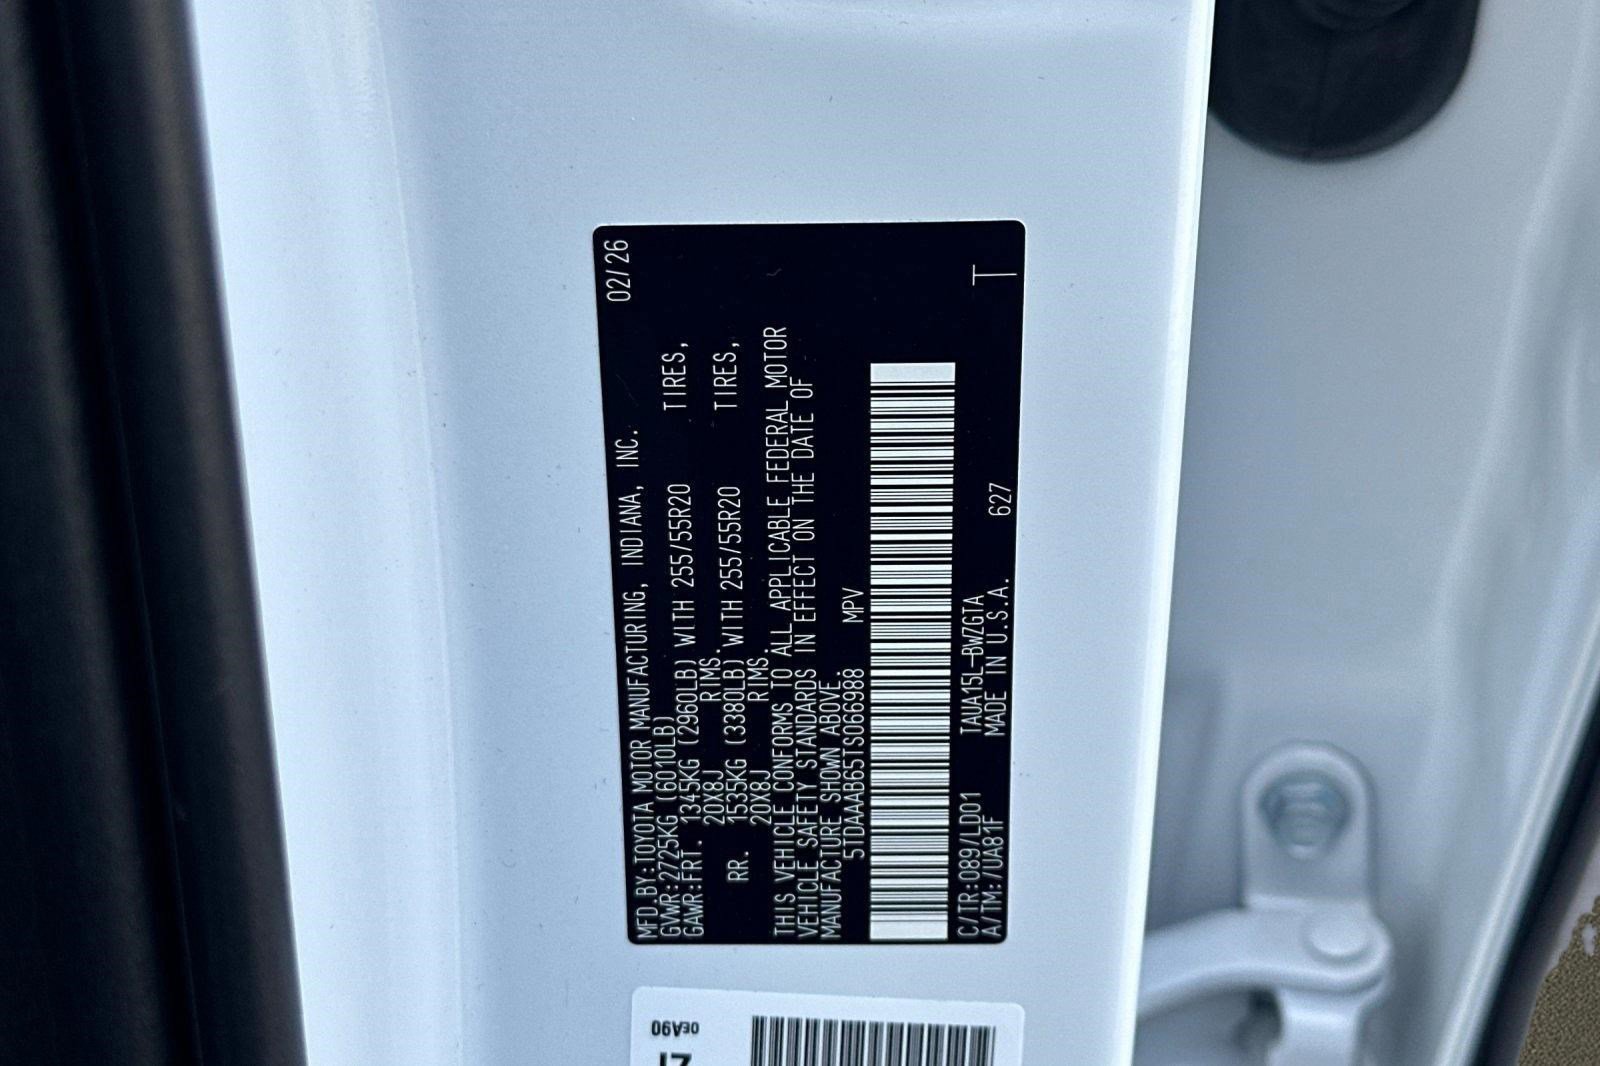 MFD.BY:TOYOTA MOTOR MANUFACTURING, INDIANA, INC. 02/26
GVWR:2725KG (6010LB)
GAWR:FRT. 1345KG (2960LB) WITH 255/55R20 TIRES,
20X8J RIMS.
RR. 1535KG (3380LB) WITH 255/55R20 TIRES,
20X8J RIMS.
THIS VEHICLE CONFORMS TO ALL APPLICABLE FEDERAL MOTOR
VEHICLE SAFETY STANDARDS IN EFFECT ON THE DATE OF
MANUFACTURE SHOWN ABOVE.
5TDAAAB65TS066988 MPV
C/TR:089/LD01 TAUA15L-BWZGTA T
A/TM:/UA81F MADE IN U.S.A. 627
0EA90